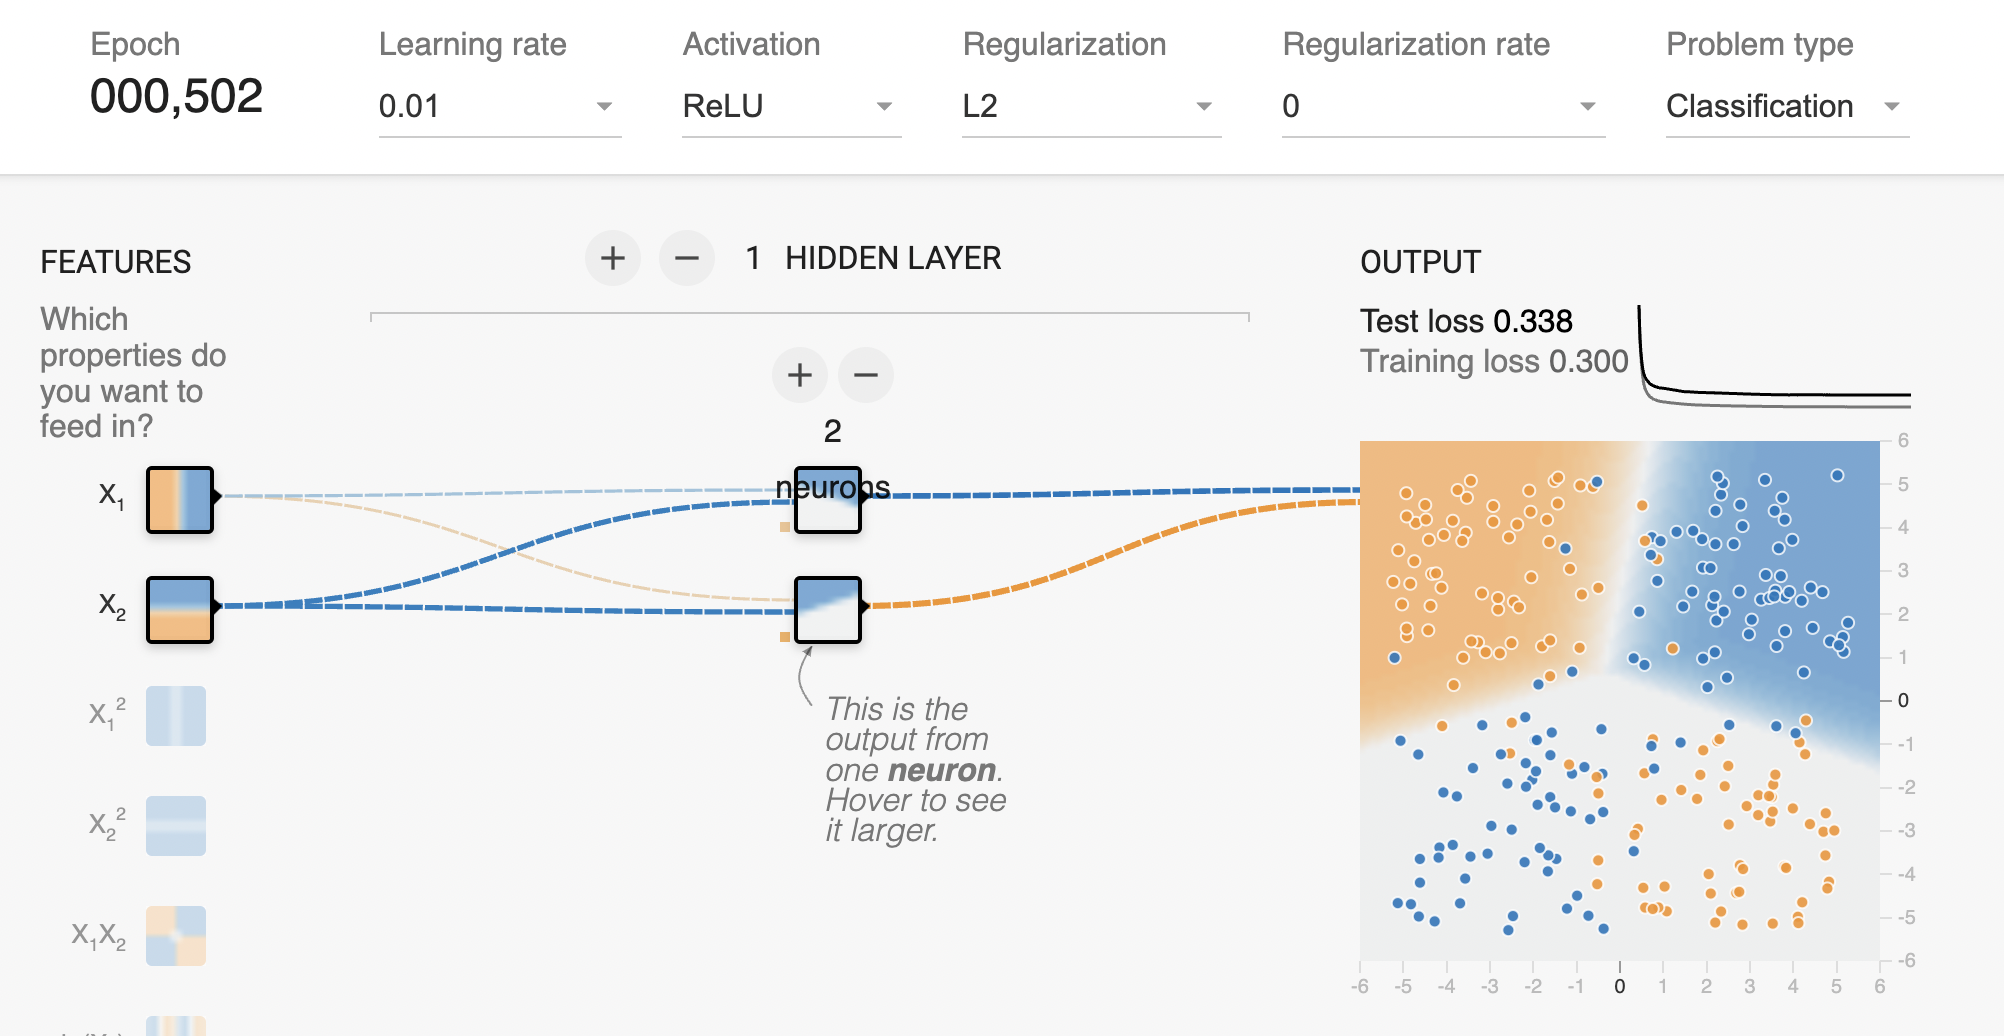 Epoch
000,502
Learning rate
0.01
Activation
ReLU
Regularization
L2
Regularization rate
0
Problem type
Classification
FEATURES
Which
properties do
you want to
feed in?
X₁
X₂
X₁²
X₂²
X₁X₂
+ − 1 HIDDEN LAYER
+ −
2
neurons
This is the
output from
one neuron.
Hover to see
it larger.
OUTPUT
Test loss 0.338
Training loss 0.300
6
5
4
3
2
1
0
-1
-2
-3
-4
-5
-6
-6 -5 -4 -3 -2 -1 0 1 2 3 4 5 6